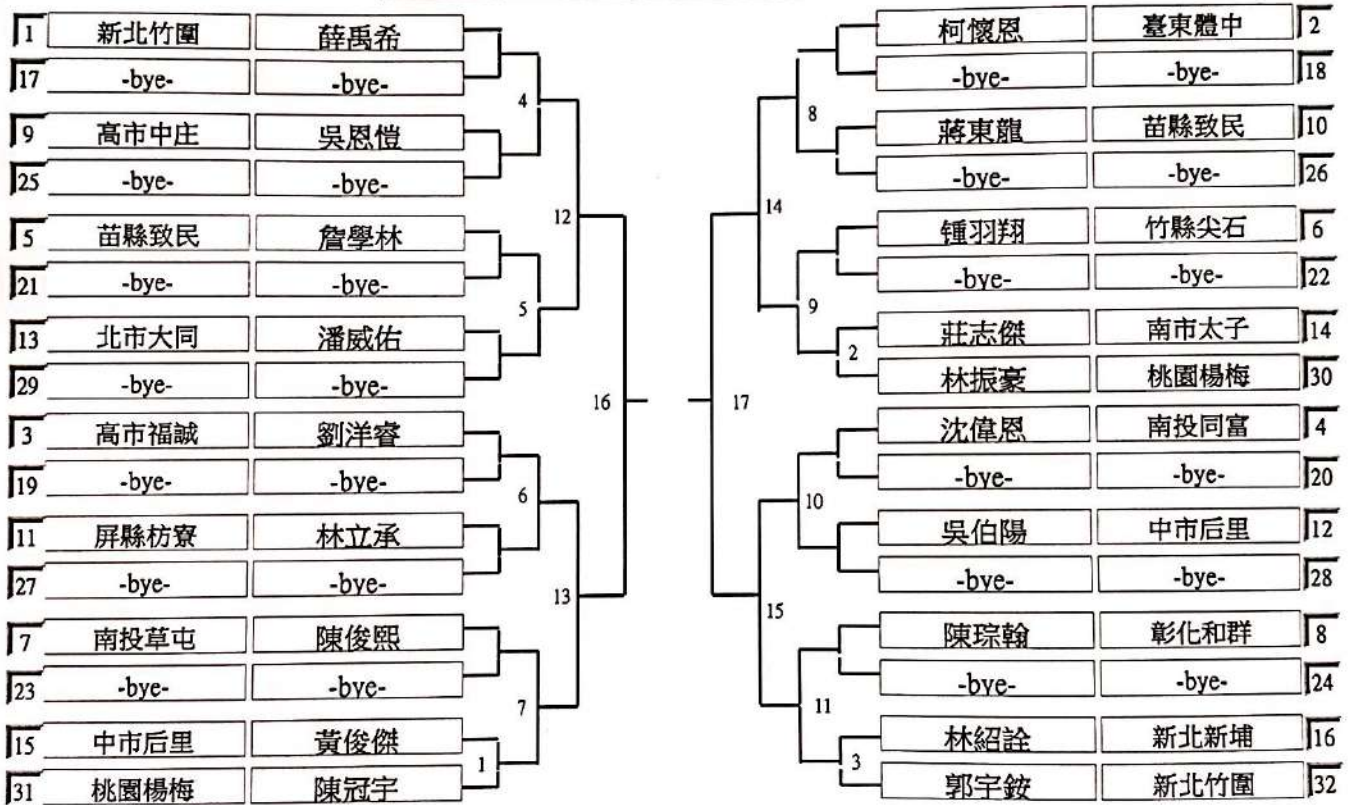 1 新北竹圍 薛禹希
17 -bye- -bye-
4
9 高市中庄 吳恩愷
25 -bye- -bye-
12
5 苗縣致民 詹學林
21 -bye- -bye-
5
13 北市大同 潘威佑
29 -bye- -bye-
16
3 高市福誠 劉洋睿
19 -bye- -bye-
6
11 屏縣枋寮 林立承
27 -bye- -bye-
13
7 南投草屯 陳俊熙
23 -bye- -bye-
7
15 中市后里 黃俊傑
1
31 桃園楊梅 陳冠宇
柯懷恩 臺東體中 2
-bye- -bye- 18
8
蔣東龍 苗縣致民 10
-bye- -bye- 26
14
锺羽翔 竹縣尖石 6
-bye- -bye- 22
9
莊志傑 南市太子 14
2
林振豪 桃園楊梅 30
17
沈偉恩 南投同富 4
-bye- -bye- 20
10
吳伯陽 中市后里 12
-bye- -bye- 28
15
陳琮翰 彰化和群 8
-bye- -bye- 24
11
林紹詮 新北新埔 16
3
郭宇銨 新北竹圍 32